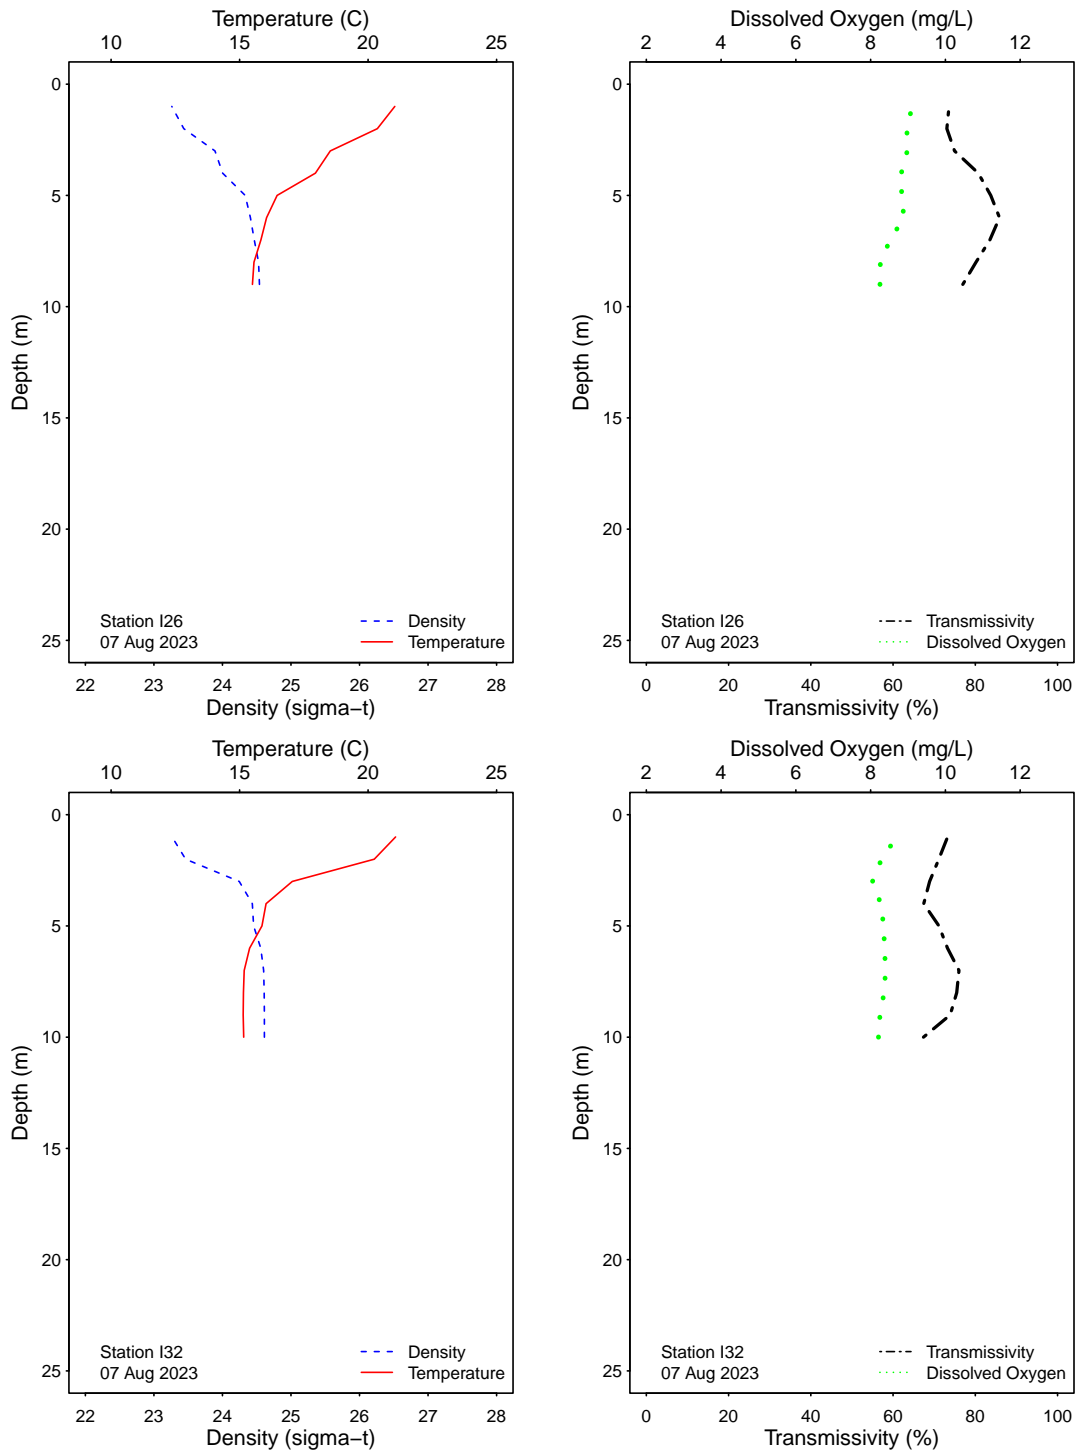 Temperature (C)
10 15 20 25
0
5
10
15
20
25
Depth (m)
Station I26
07 Aug 2023
Density
Temperature
22 23 24 25 26 27 28
Density (sigma−t)
Dissolved Oxygen (mg/L)
2 4 6 8 10 12
0
5
10
15
20
25
Depth (m)
Station I26
07 Aug 2023
Transmissivity
Dissolved Oxygen
0 20 40 60 80 100
Transmissivity (%)
Temperature (C)
10 15 20 25
0
5
10
15
20
25
Depth (m)
Station I32
07 Aug 2023
Density
Temperature
22 23 24 25 26 27 28
Density (sigma−t)
Dissolved Oxygen (mg/L)
2 4 6 8 10 12
0
5
10
15
20
25
Depth (m)
Station I32
07 Aug 2023
Transmissivity
Dissolved Oxygen
0 20 40 60 80 100
Transmissivity (%)